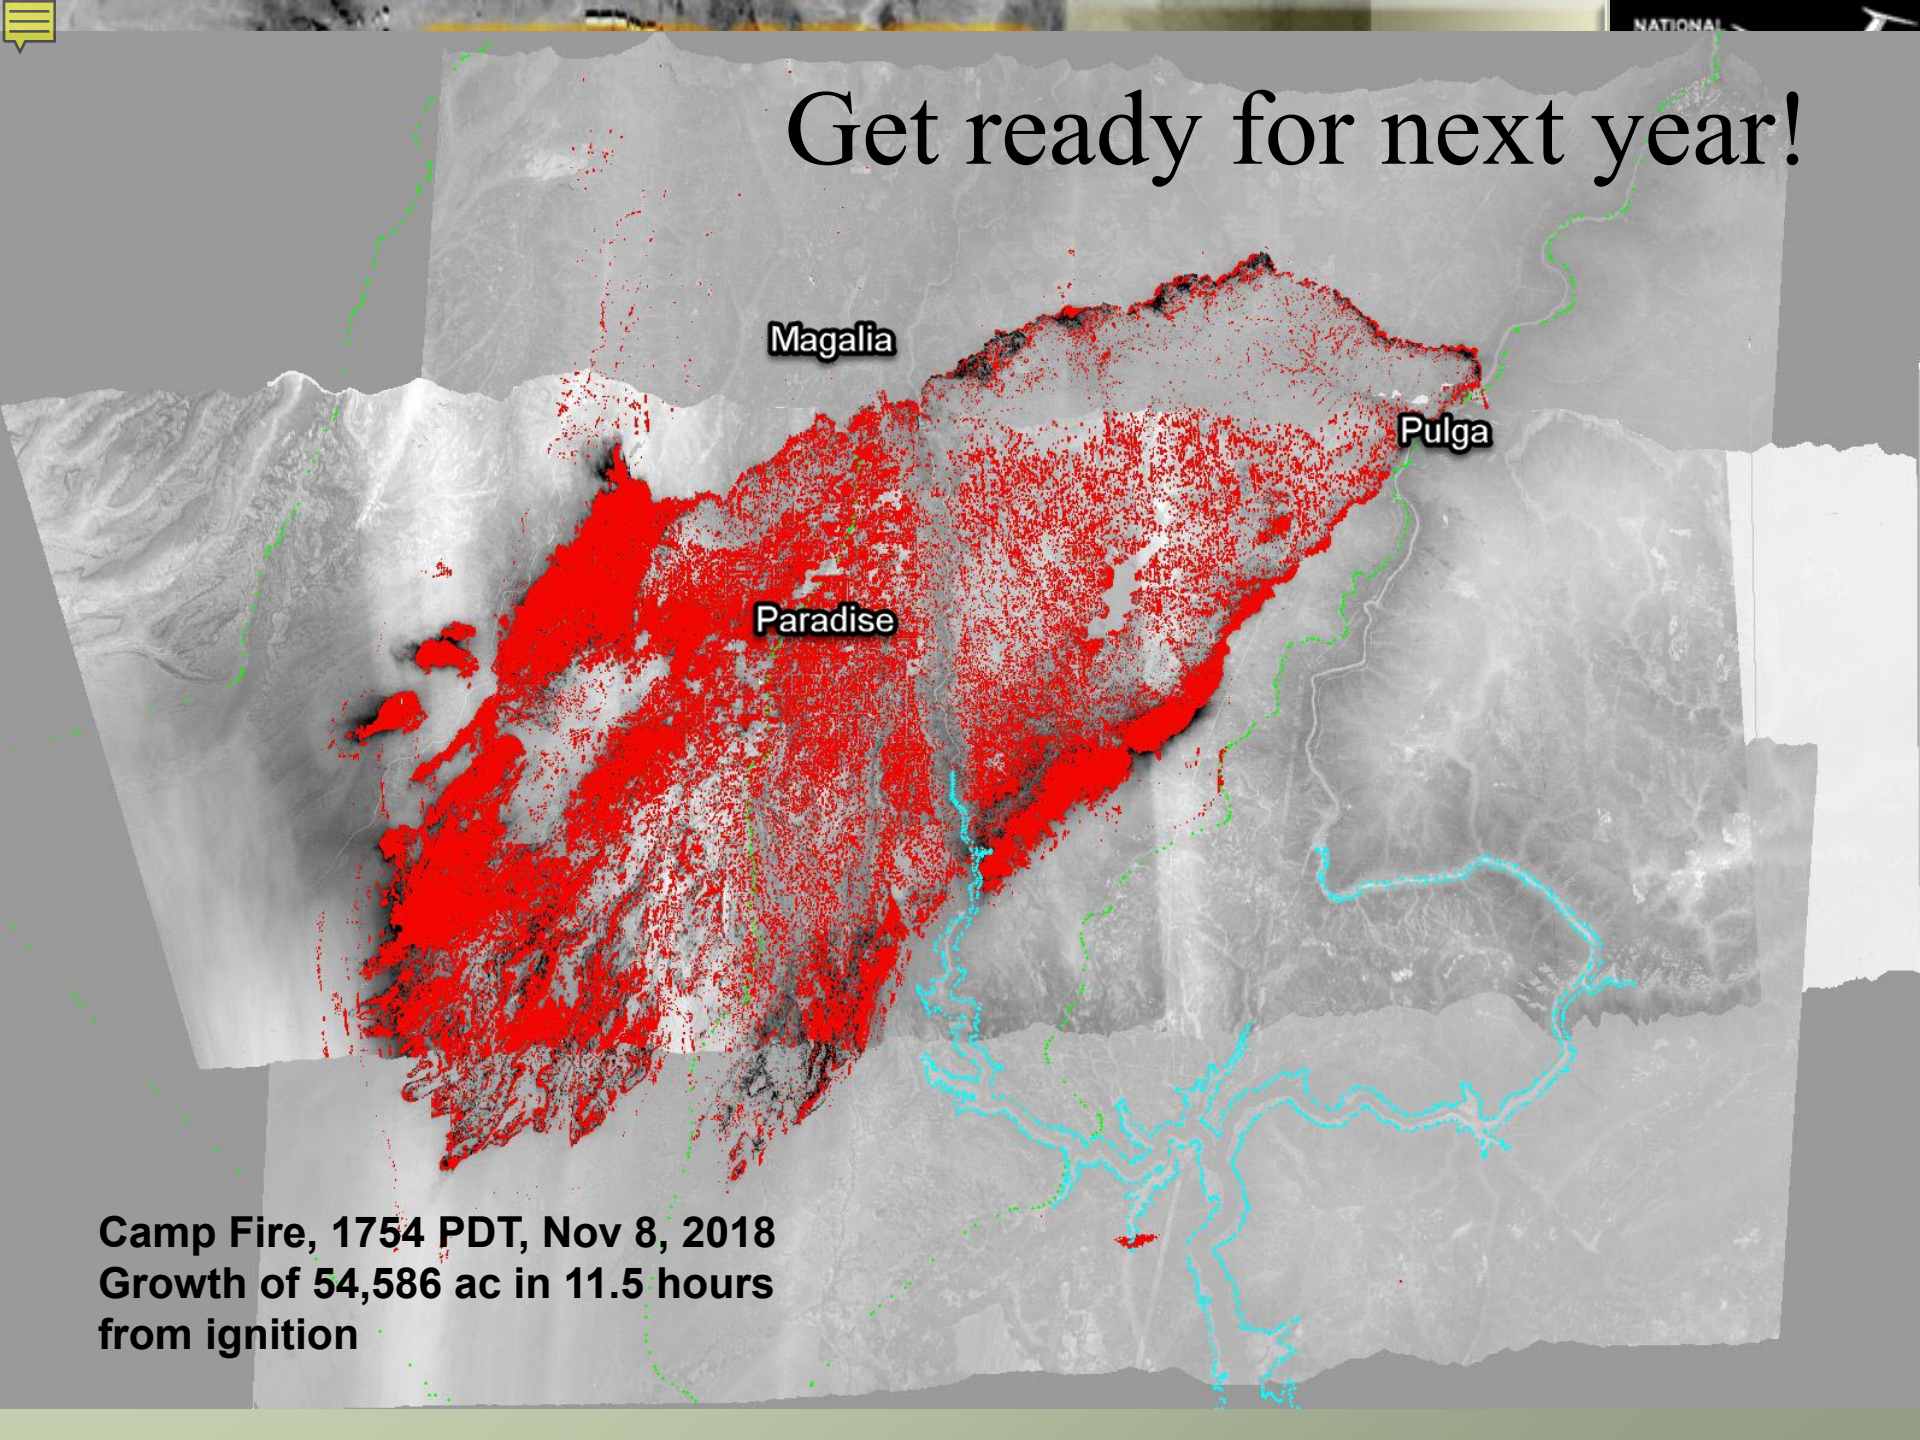 NATIONAL
Get ready for next year!
Magalia
Pulga
Paradise
Camp Fire, 1754 PDT, Nov 8, 2018
Growth of 54,586 ac in 11.5 hours
from ignition